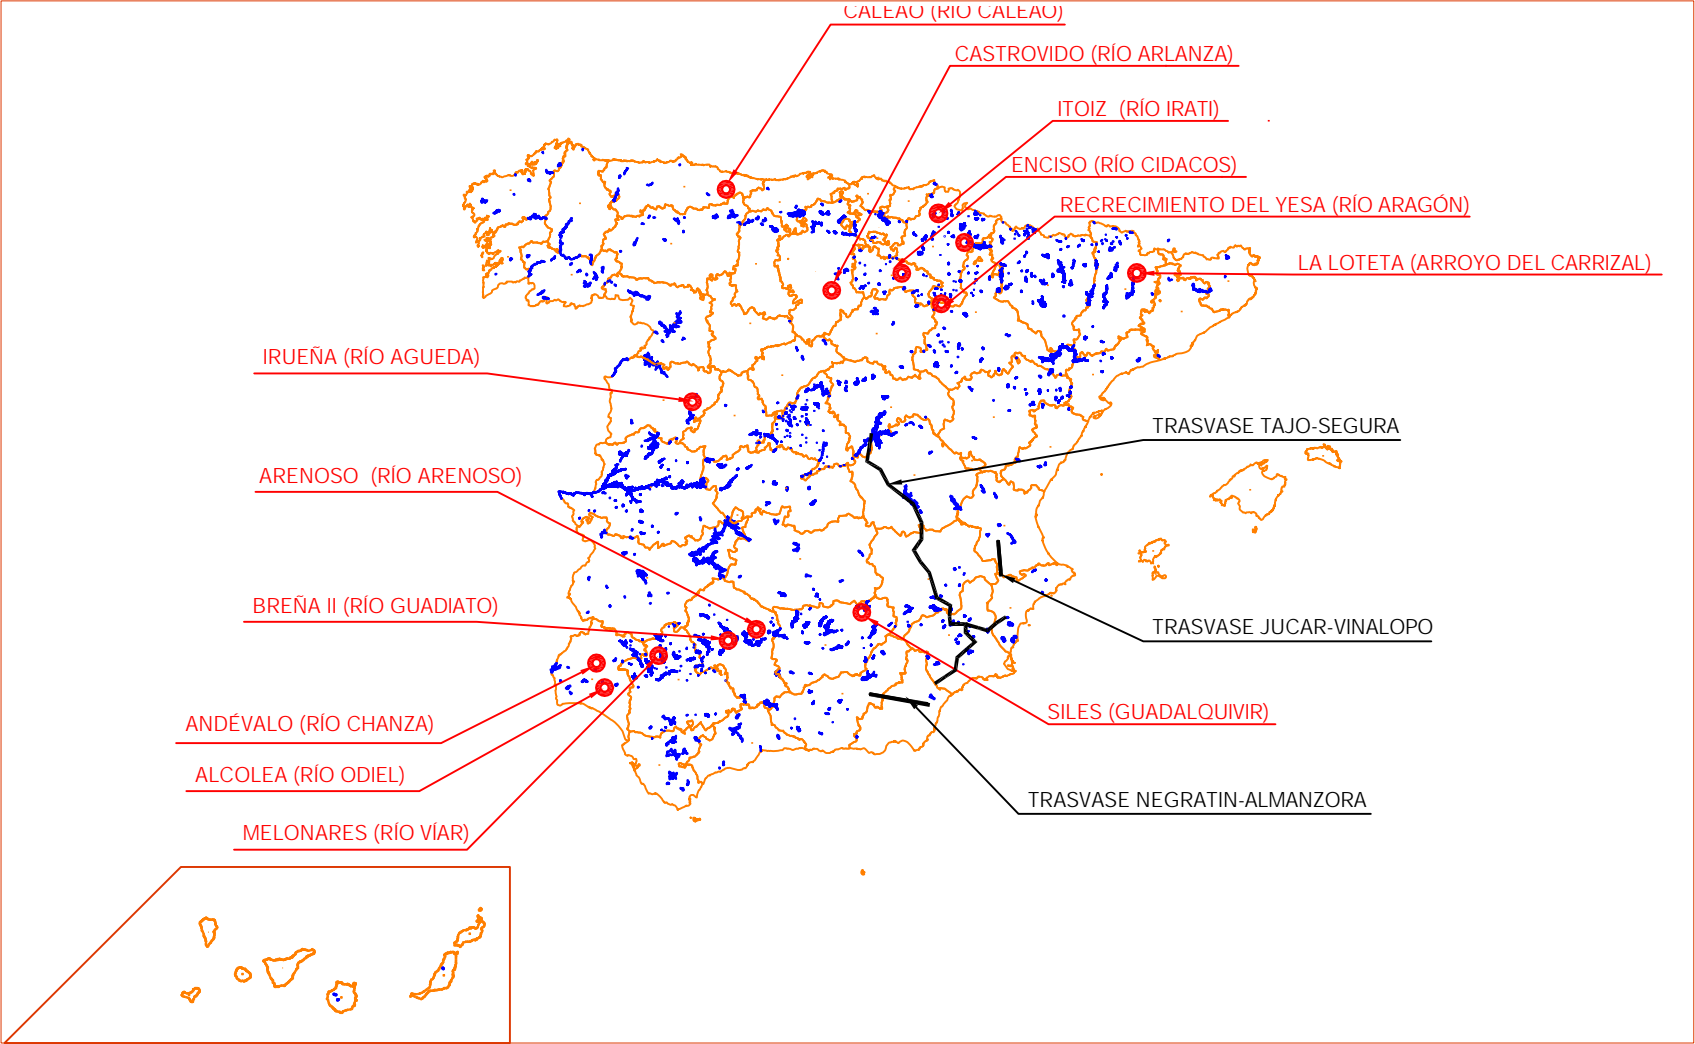 CALEAO (RÍO CALEAO)
CASTROVIDO (RÍO ARLANZA)
ITOIZ (RÍO IRATI)
ENCISO (RÍO CIDACOS)
RECRECIMIENTO DEL YESA (RÍO ARAGÓN)
LA LOTETA (ARROYO DEL CARRIZAL)
IRUEÑA (RÍO AGUEDA)
TRASVASE TAJO-SEGURA
ARENOSO (RÍO ARENOSO)
BREÑA II (RÍO GUADIATO)
TRASVASE JUCAR-VINALOPO
SILES (GUADALQUIVIR)
ANDÉVALO (RÍO CHANZA)
ALCOLEA (RÍO ODIEL)
TRASVASE NEGRATIN-ALMANZORA
MELONARES (RÍO VÍAR)